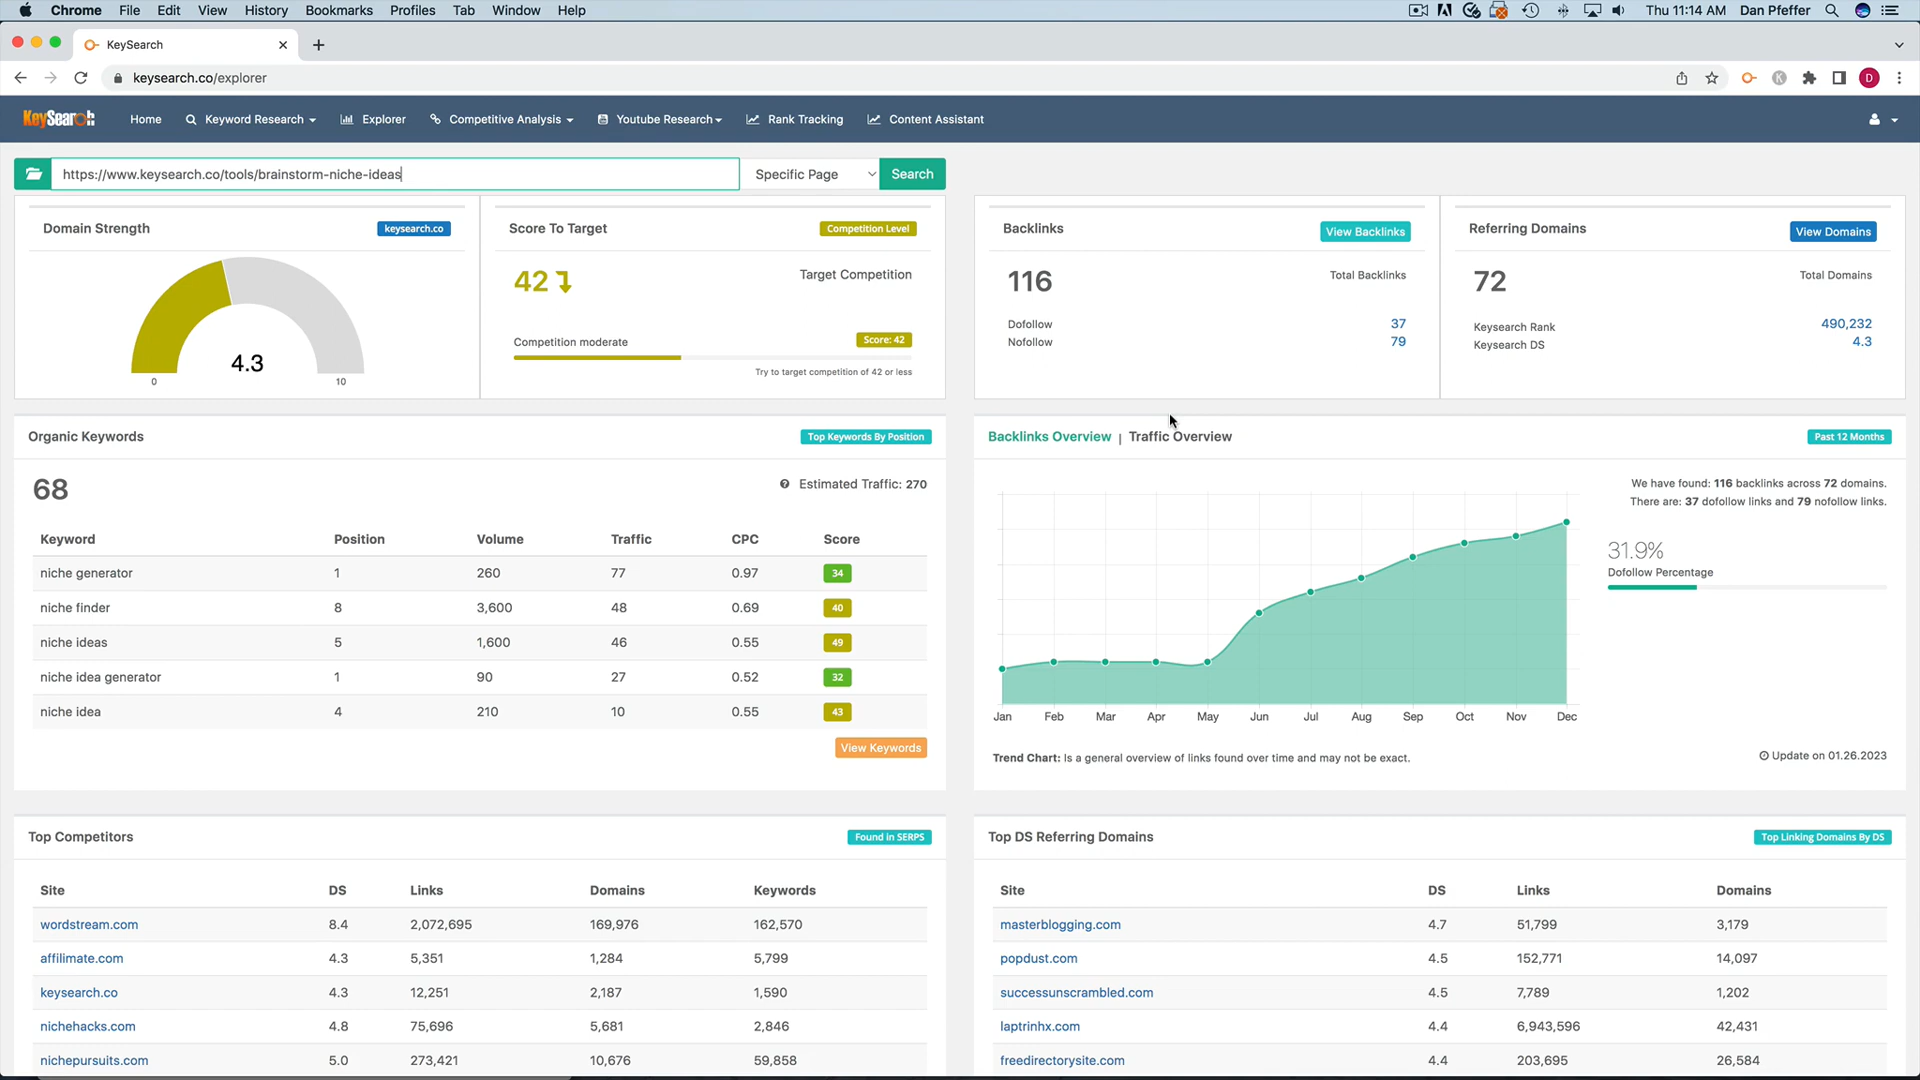 Chrome File Edit View History Bookmarks Profiles Tab Window Help Thu 11:14 AM Dan Pfeffer
KeySearch
keysearch.co/explorer D
KeySearch Home Keyword Research Explorer Competitive Analysis Youtube Research Rank Tracking Content Assistant
https://www.keysearch.co/tools/brainstorm-niche-ideas Specific Page Search
Domain Strength keysearch.co
4.3
0 10
Score To Target Competition Level
42 Target Competition
Competition moderate Score: 42
Try to target competition of 42 or less
Backlinks View Backlinks
116 Total Backlinks
Dofollow 37
Nofollow 79
Referring Domains View Domains
72 Total Domains
Keysearch Rank 490,232
Keysearch DS 4.3
Organic Keywords Top Keywords By Position
68 Estimated Traffic: 270
Keyword Position Volume Traffic CPC Score
niche generator 1 260 77 0.97 34
niche finder 8 3,600 48 0.69 40
niche ideas 5 1,600 46 0.55 49
niche idea generator 1 90 27 0.52 32
niche idea 4 210 10 0.55 43
View Keywords
Backlinks Overview | Traffic Overview Past 12 Months
We have found: 116 backlinks across 72 domains.
There are: 37 dofollow links and 79 nofollow links.
31.9%
Dofollow Percentage
Jan Feb Mar Apr May Jun Jul Aug Sep Oct Nov Dec
Trend Chart: Is a general overview of links found over time and may not be exact. Update on 01.26.2023
Top Competitors Found in SERPS
Site DS Links Domains Keywords
wordstream.com 8.4 2,072,695 169,976 162,570
affilimate.com 4.3 5,351 1,284 5,799
keysearch.co 4.3 12,251 2,187 1,590
nichehacks.com 4.8 75,696 5,681 2,846
nichepursuits.com 5.0 273,421 10,676 59,858
Top DS Referring Domains Top Linking Domains By DS
Site DS Links Domains
masterblogging.com 4.7 51,799 3,179
popdust.com 4.5 152,771 14,097
successunscrambled.com 4.5 7,789 1,202
laptrinhx.com 4.4 6,943,596 42,431
freedirectorysite.com 4.4 203,695 26,584